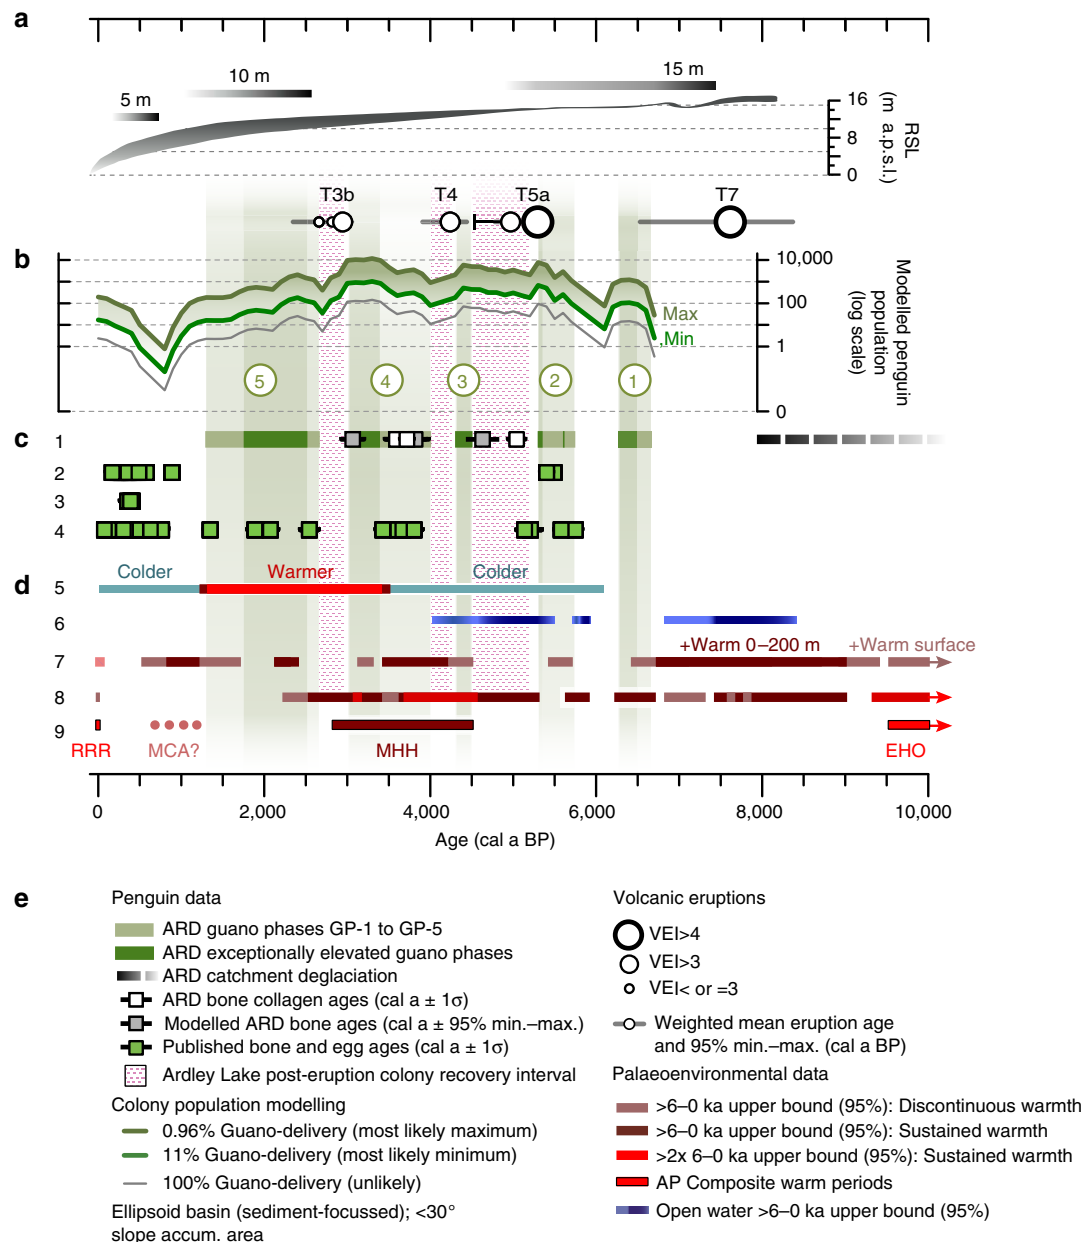 a
5 m
10 m
15 m
16
8
0
RSL
(m a.p.s.l.)
T3b
T4
T5a
T7
b
10,000
100
1
0
Modelled penguin
population
(log scale)
Max
Min
5
4
3
2
1
c
1
2
3
4
d
5
Colder
Warmer
Colder
6
7
+Warm 0–200 m
+Warm surface
8
9
RRR
MCA?
MHH
EHO
0
2,000
4,000
6,000
8,000
10,000
Age (cal a BP)
e
Penguin data
ARD guano phases GP-1 to GP-5
ARD exceptionally elevated guano phases
ARD catchment deglaciation
ARD bone collagen ages (cal a ± 1σ)
Modelled ARD bone ages (cal a ± 95% min.–max.)
Published bone and egg ages (cal a ± 1σ)
Ardley Lake post-eruption colony recovery interval
Colony population modelling
0.96% Guano-delivery (most likely maximum)
11% Guano-delivery (most likely minimum)
100% Guano-delivery (unlikely)
Ellipsoid basin (sediment-focussed); <30°
slope accum. area
Volcanic eruptions
VEI>4
VEI>3
VEI< or =3
Weighted mean eruption age
and 95% min.–max. (cal a BP)
Palaeoenvironmental data
>6–0 ka upper bound (95%): Discontinuous warmth
>6–0 ka upper bound (95%): Sustained warmth
>2x 6–0 ka upper bound (95%): Sustained warmth
AP Composite warm periods
Open water >6–0 ka upper bound (95%)